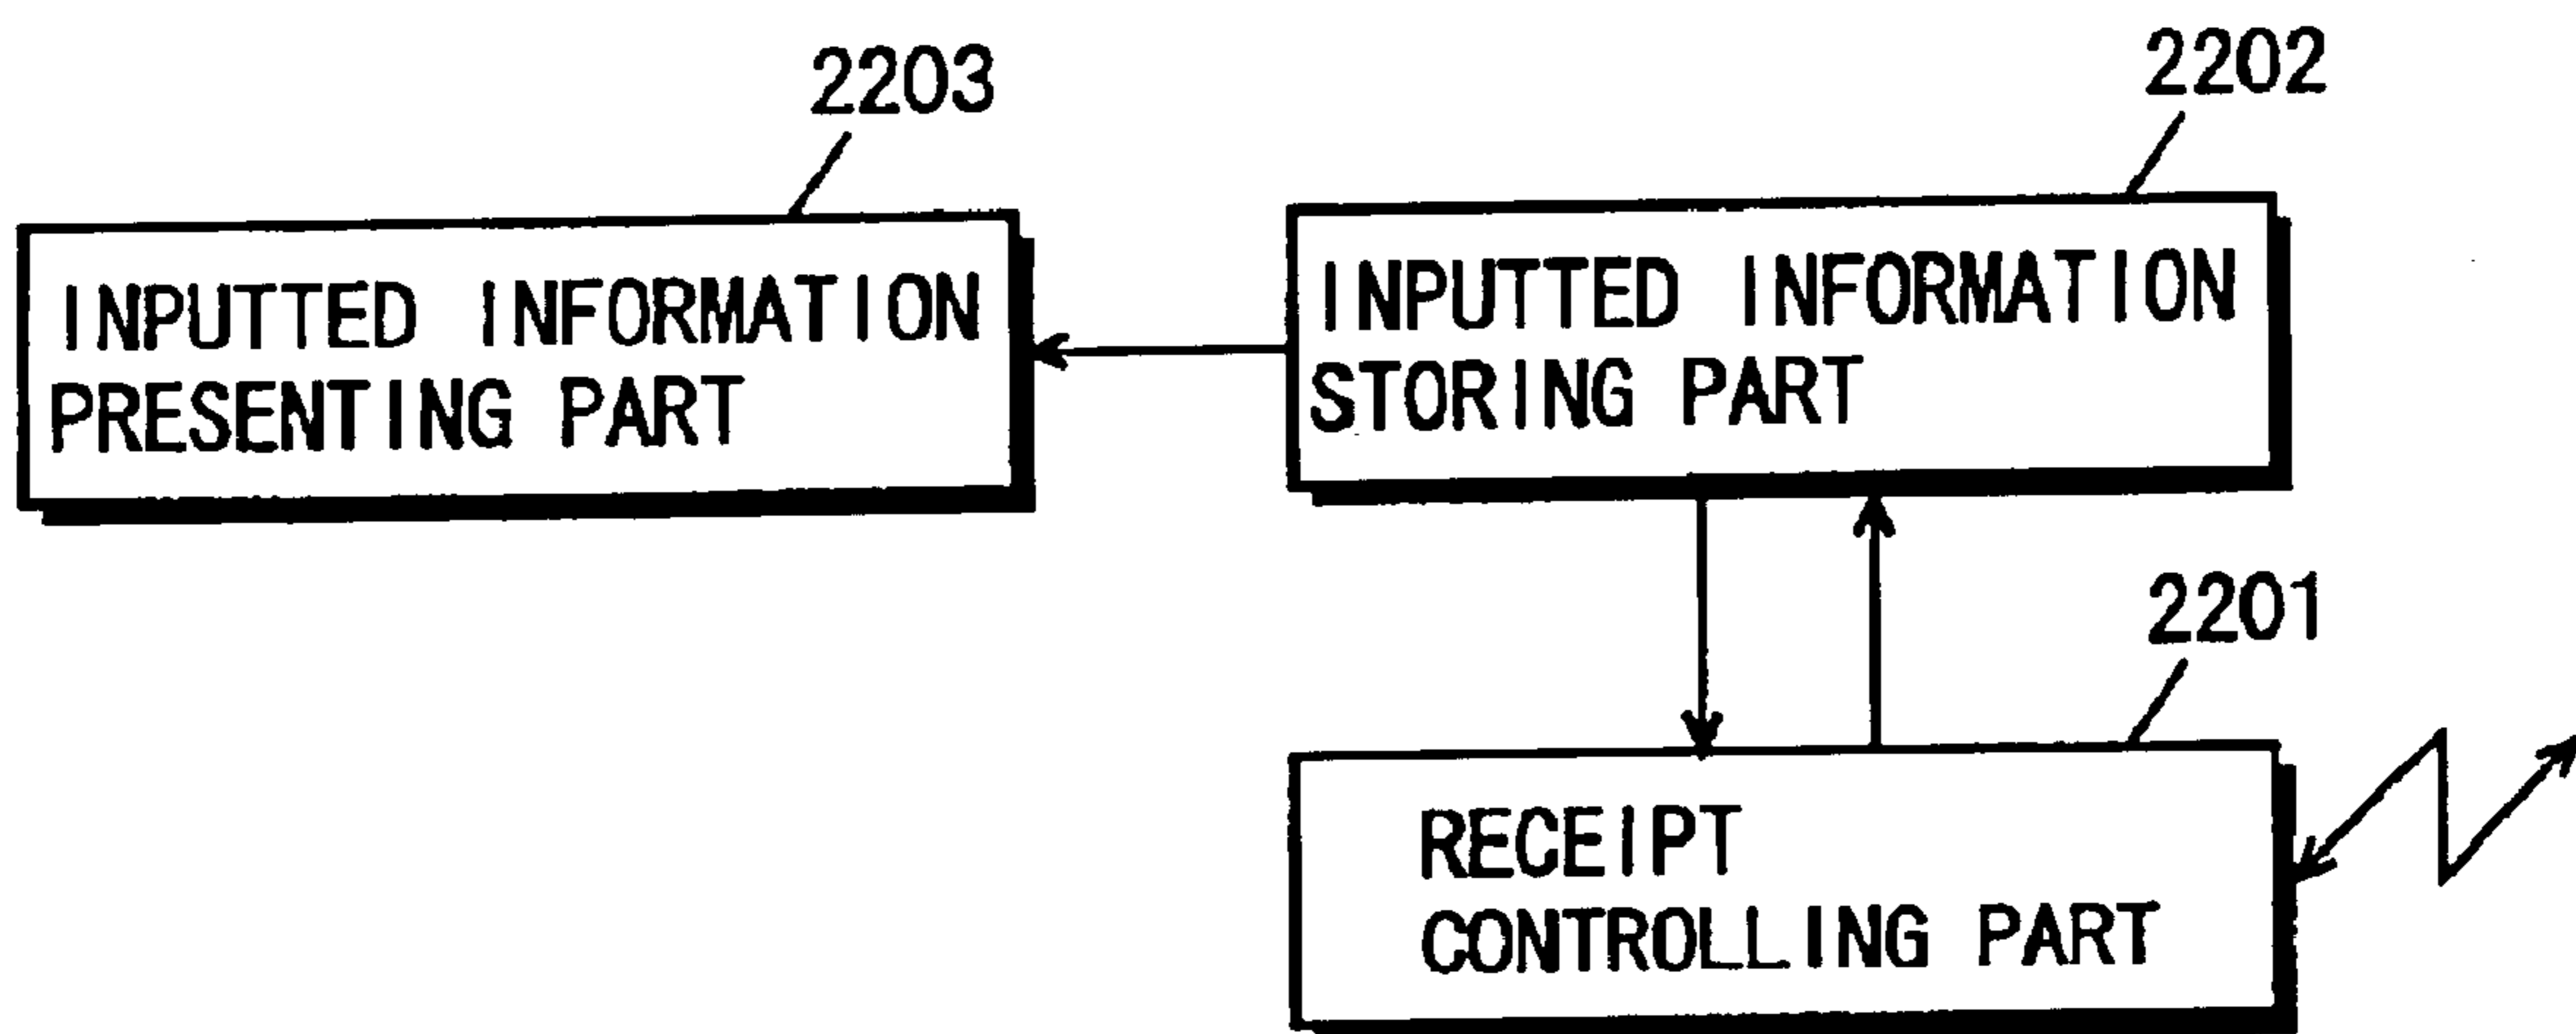 2203
2202
INPUTTED INFORMATION
PRESENTING PART
INPUTTED INFORMATION
STORING PART
2201
RECEIPT
CONTROLLING PART